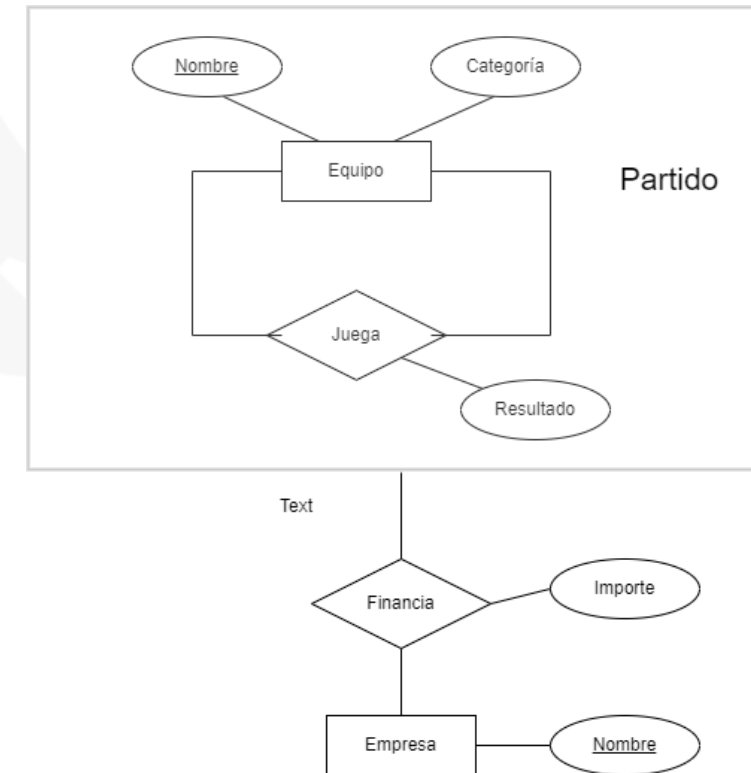 Nombre
Categoría
Equipo
Partido
Juega
Resultado
Text
Financia
Importe
Empresa
Nombre